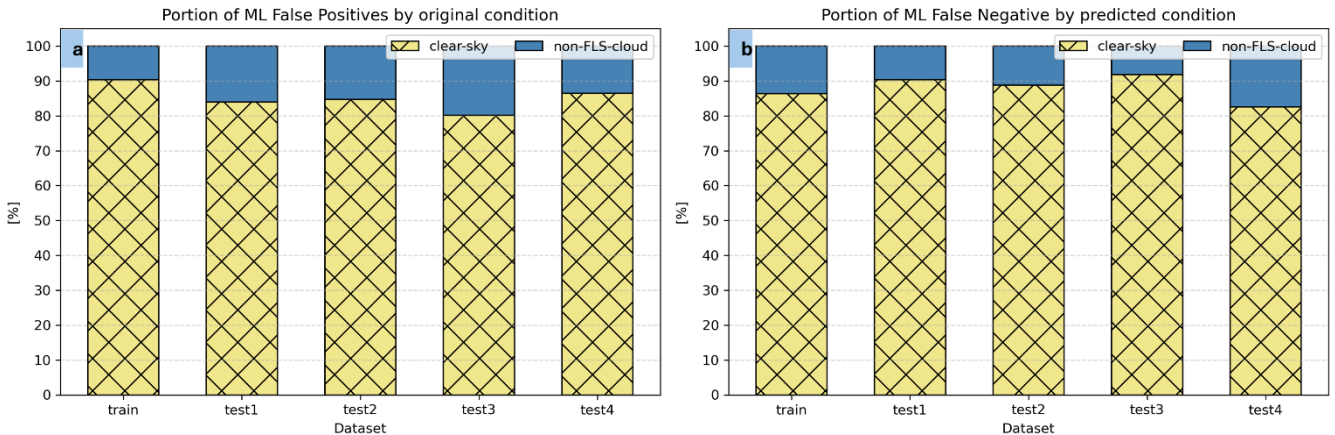 Portion of ML False Positives by original condition
a
clear-sky
non-FLS-cloud
100
90
80
70
60
50
40
30
20
10
0
[%]
train
test1
test2
test3
test4
Dataset
Portion of ML False Negative by predicted condition
b
clear-sky
non-FLS-cloud
100
90
80
70
60
50
40
30
20
10
0
[%]
train
test1
test2
test3
test4
Dataset